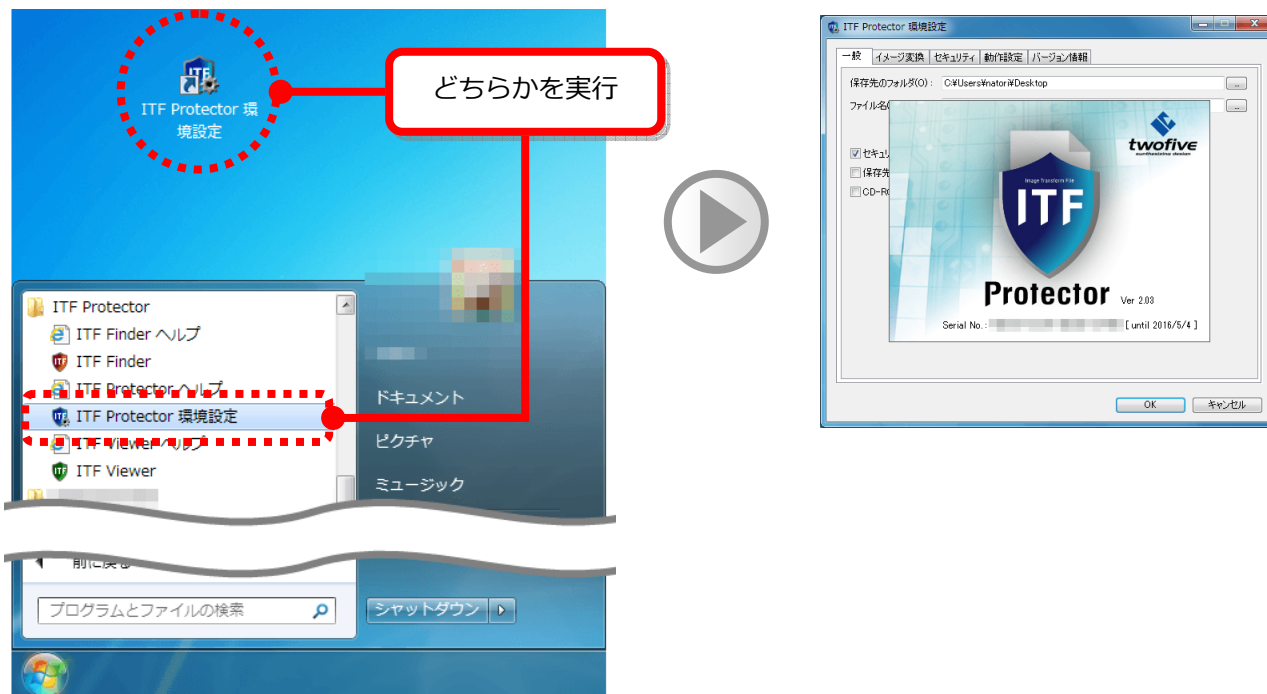 ITF Protector 環
境設定
どちらかを実行
ITF Protector
ITF Finder ヘルプ
ITF Finder
ITF Protector ヘルプ
ITF Protector 環境設定
ITF Viewer ヘルプ
ITF Viewer
前に戻る
プログラムとファイルの検索
ドキュメント
ピクチャ
ミュージック
シャットダウン
ITF Protector 環境設定
一般 イメージ変換 セキュリティ 動作設定 バージョン情報
保存先のフォルダ(O): C:¥Users¥natori¥Desktop ...
ファイル名( ...
セキュリ
保存先
CD-R
twofive
Image Transform File
ITF
Protector Ver 2.03
Serial No.: [ until 2016/5/4 ]
OK キャンセル